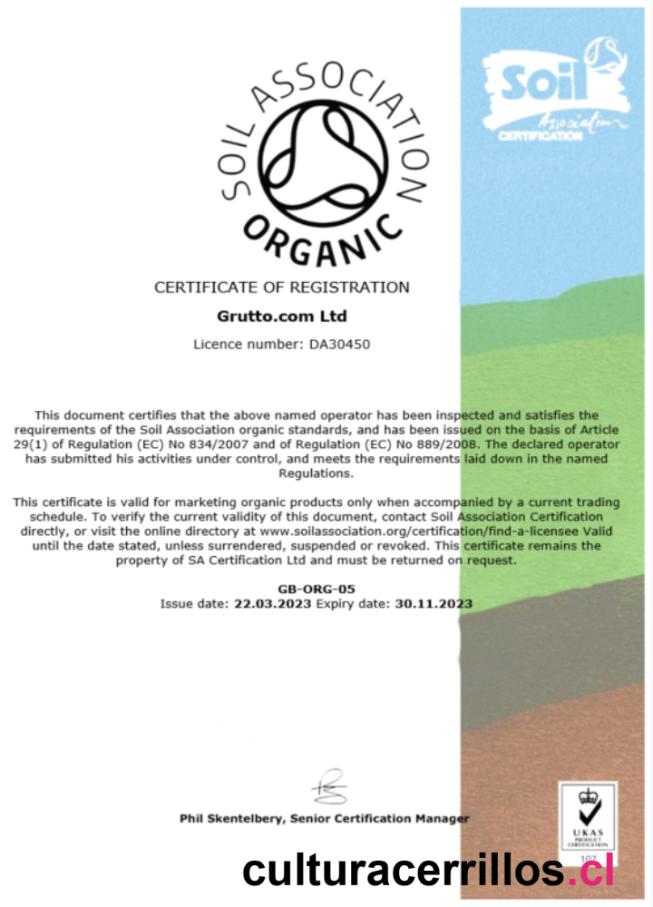 SOIL ASSOCIATION
ORGANIC
Soil
Association
CERTIFICATION
CERTIFICATE OF REGISTRATION
Grutto.com Ltd
Licence number: DA30450
This document certifies that the above named operator has been inspected and satisfies the
requirements of the Soil Association organic standards, and has been issued on the basis of Article
29(1) of Regulation (EC) No 834/2007 and of Regulation (EC) No 889/2008. The declared operator
has submitted his activities under control, and meets the requirements laid down in the named
Regulations.
This certificate is valid for marketing organic products only when accompanied by a current trading
schedule. To verify the current validity of this document, contact Soil Association Certification
directly, or visit the online directory at www.soilassociation.org/certification/find-a-licensee Valid
until the date stated, unless surrendered, suspended or revoked. This certificate remains the
property of SA Certification Ltd and must be returned on request.
GB-ORG-05
Issue date: 22.03.2023 Expiry date: 30.11.2023
Phil Skentelbery, Senior Certification Manager
UKAS
PRODUCT
CERTIFICATION
107
culturacerrillos.cl